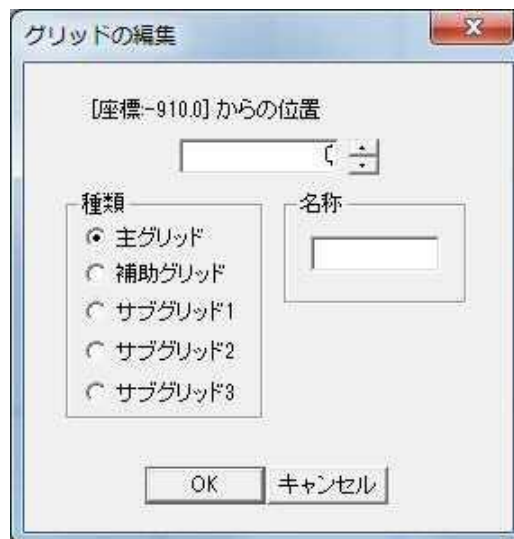 グリッドの編集
[座標:-910.0] からの位置
種類
名称
主グリッド
補助グリッド
サブグリッド1
サブグリッド2
サブグリッド3
OK
キャンセル